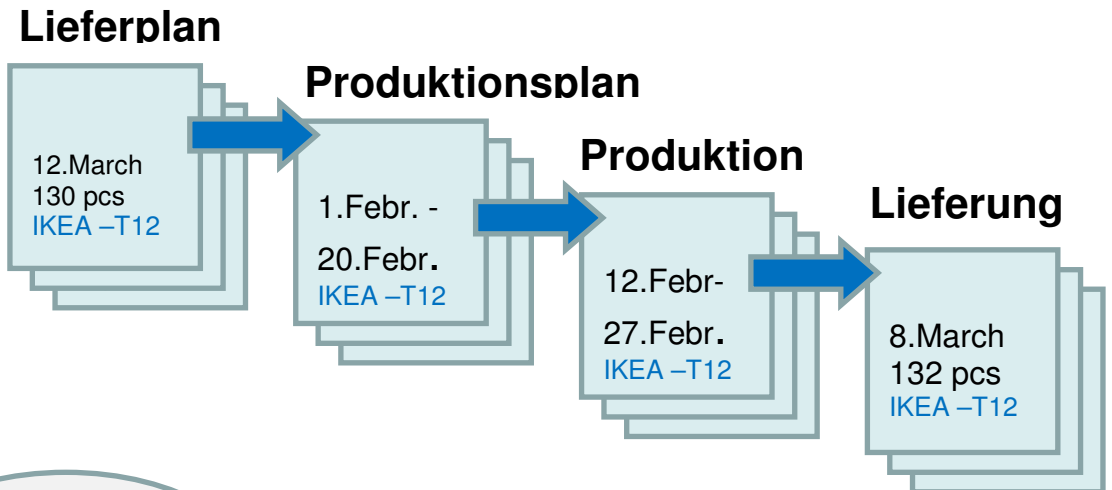 Lieferplan
12.March
130 pcs
IKEA –T12
Produktionsplan
1.Febr. -
20.Febr.
IKEA –T12
Produktion
12.Febr-
27.Febr.
IKEA –T12
Lieferung
8.March
132 pcs
IKEA –T12